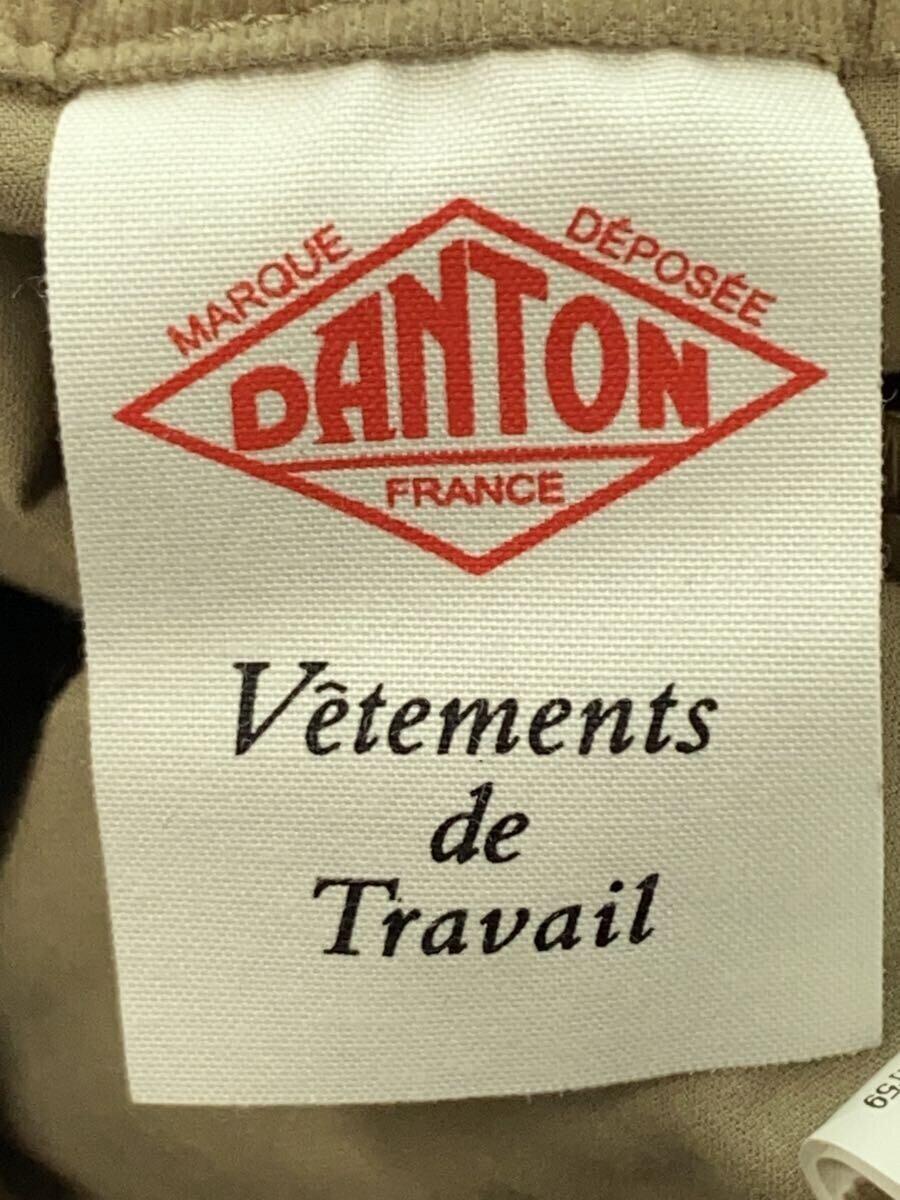 MARQUE DÉPOSÉE
DANTON
FRANCE
Vêtements
de
Travail